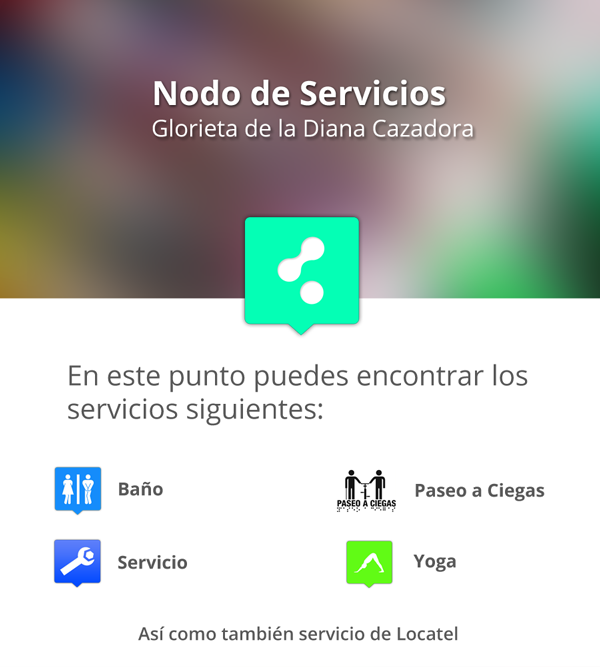 Nodo de Servicios
Glorieta de la Diana Cazadora
En este punto puedes encontrar los
servicios siguientes:
Baño
PASEO A CIEGAS
Paseo a Ciegas
Servicio
Yoga
Así como también servicio de Locatel